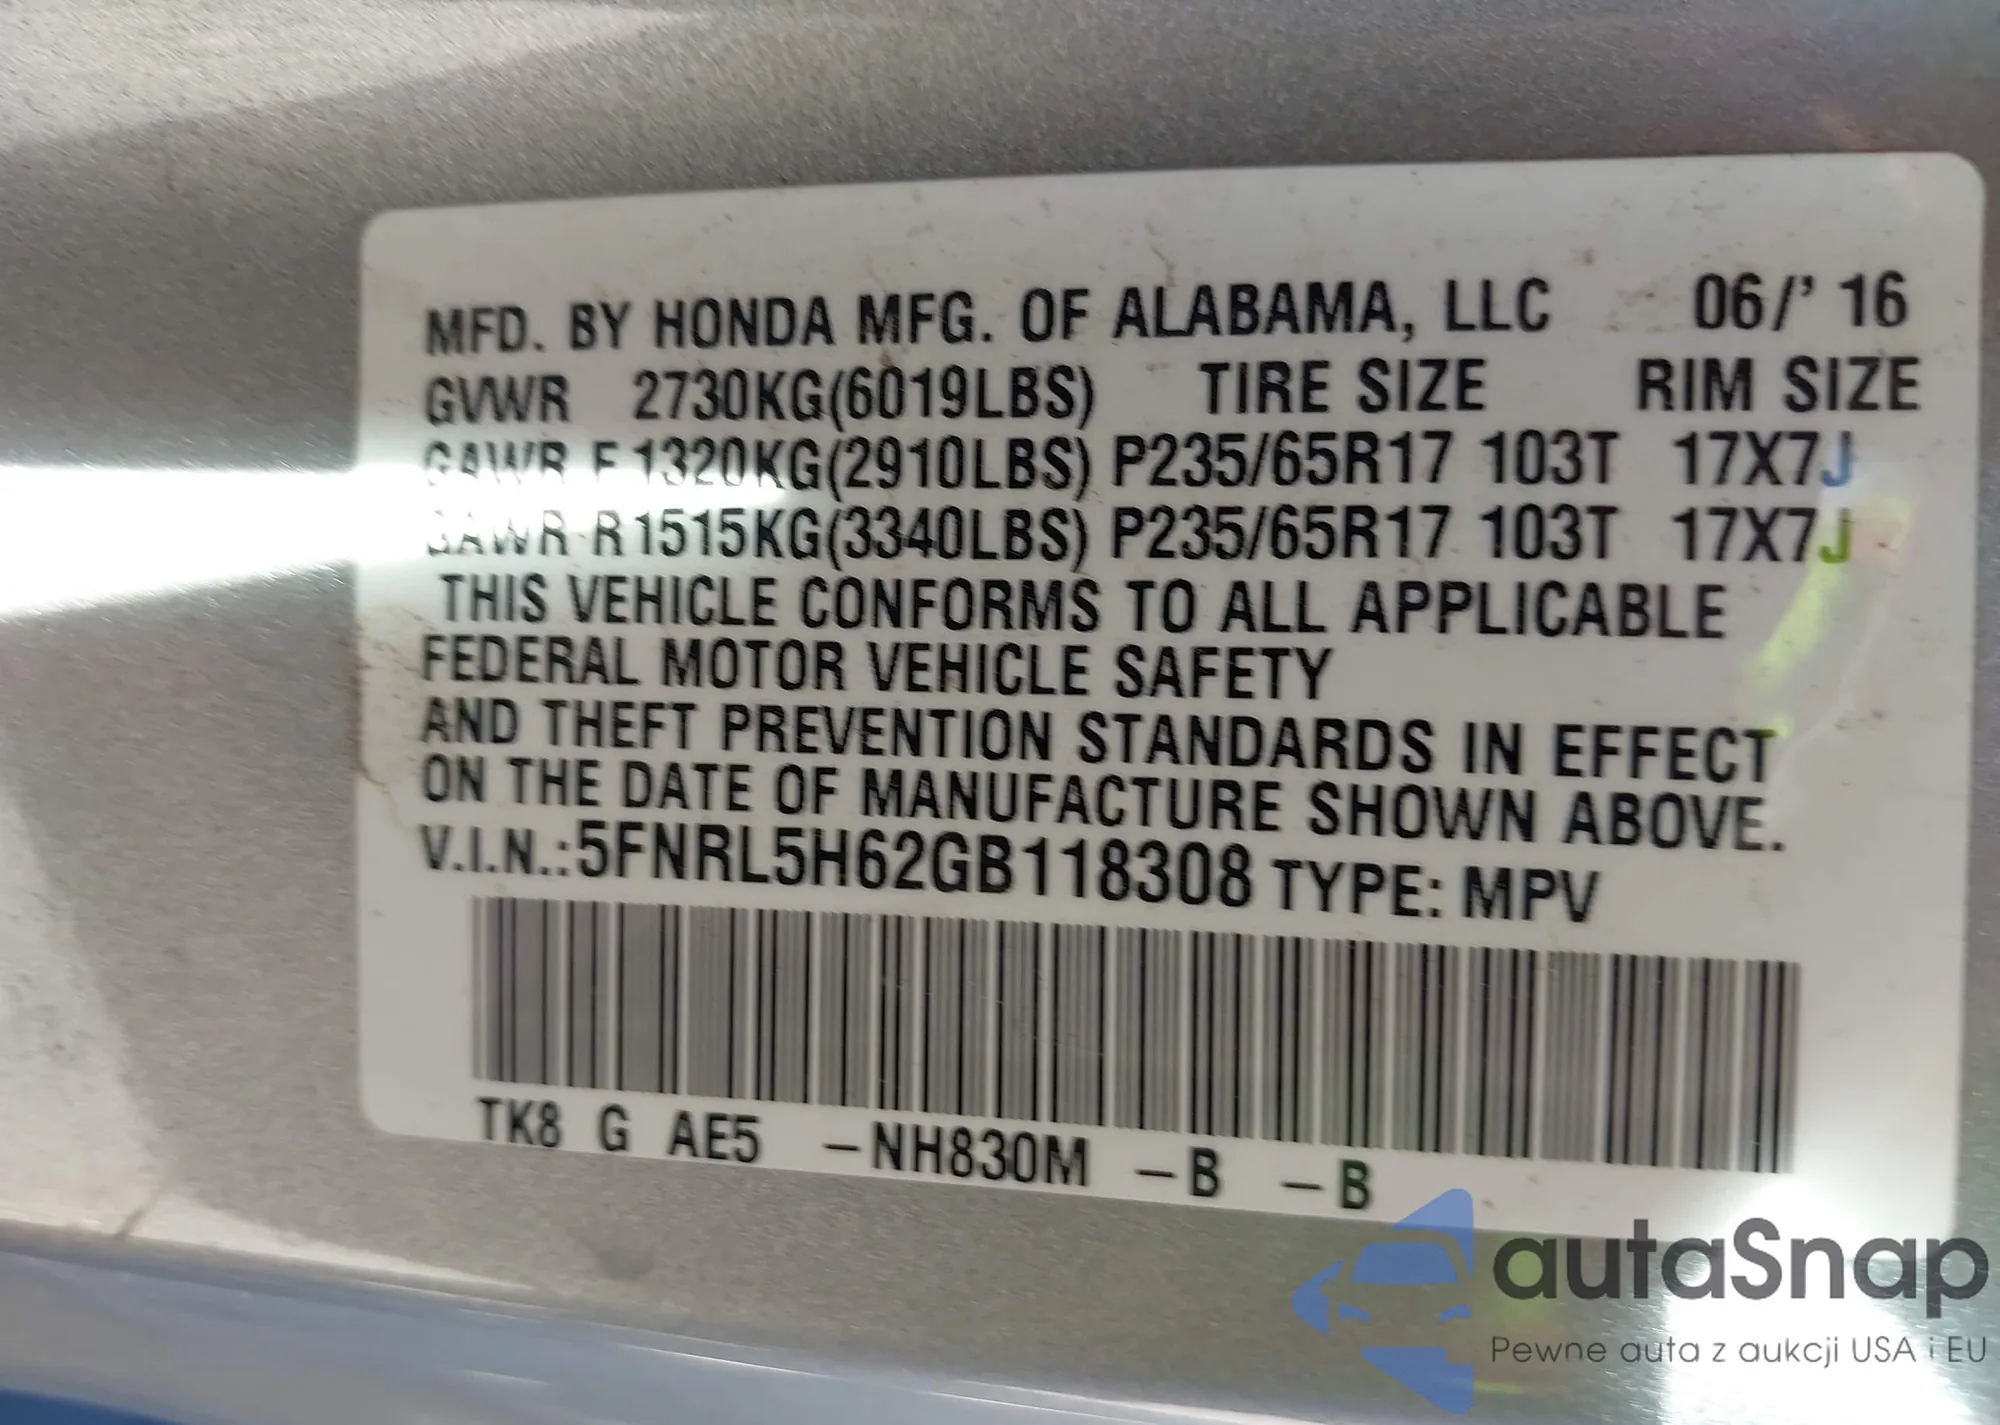 MFD. BY HONDA MFG. OF ALABAMA, LLC 06/'16
GVWR 2730KG(6019LBS) TIRE SIZE RIM SIZE
GAWR F 1320KG(2910LBS) P235/65R17 103T 17X7J
GAWR R 1515KG(3340LBS) P235/65R17 103T 17X7J
THIS VEHICLE CONFORMS TO ALL APPLICABLE
FEDERAL MOTOR VEHICLE SAFETY
AND THEFT PREVENTION STANDARDS IN EFFECT
ON THE DATE OF MANUFACTURE SHOWN ABOVE.
V.I.N.:5FNRL5H62GB118308 TYPE: MPV
TK8 G AE5 -NH830M -B -B
autaSnap
Pewne auta z aukcji USA i EU